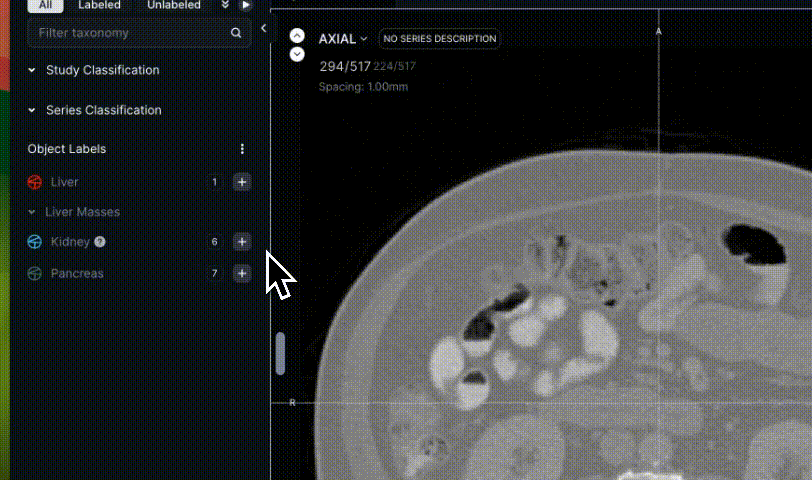 All Labeled Unlabeled
Filter taxonomy
Study Classification
Series Classification
Object Labels
Liver 1 +
Liver Masses
Kidney ? 6 +
Pancreas 7 +
AXIAL NO SERIES DESCRIPTION
294/517 224/517
Spacing: 1.00mm
A
R